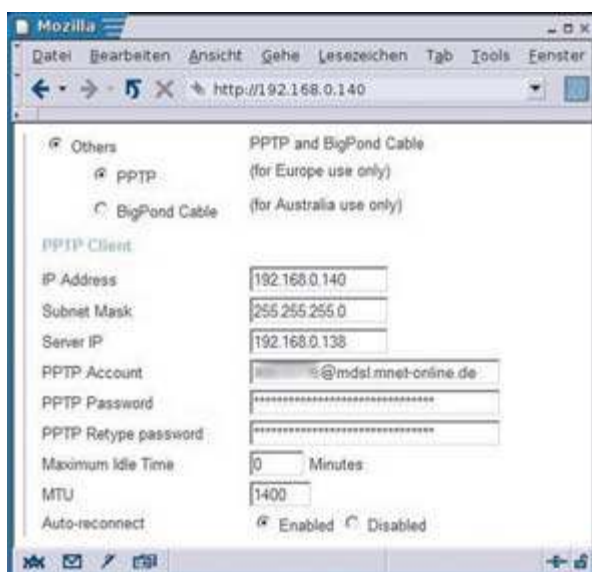 Mozilla
Datei Bearbeiten Ansicht Gehe Lesezeichen Tab Tools Fenster
http://192.168.0.140
Others PPTP and BigPond Cable
PPTP (for Europe use only)
BigPond Cable (for Australia use only)
PPTP Client
IP Address 192.168.0.140
Subnet Mask 255.255.255.0
Server IP 192.168.0.138
PPTP Account @mdsl.mnet-online.de
PPTP Password
PPTP Retype password
Maximum Idle Time 0 Minutes
MTU 1400
Auto-reconnect Enabled Disabled